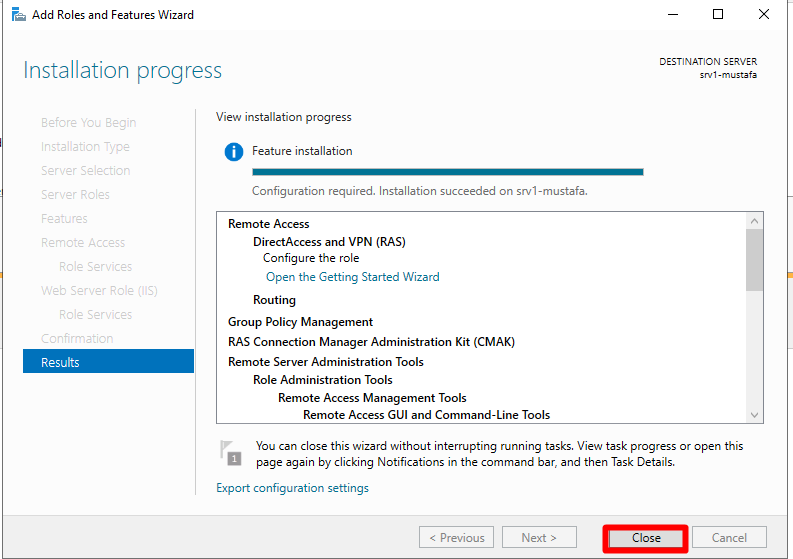 Add Roles and Features Wizard
Installation progress
DESTINATION SERVER
srv1-mustafa
Before You Begin
Installation Type
Server Selection
Server Roles
Features
Remote Access
Role Services
Web Server Role (IIS)
Role Services
Confirmation
Results
View installation progress
Feature installation
Configuration required. Installation succeeded on srv1-mustafa.
Remote Access
DirectAccess and VPN (RAS)
Configure the role
Open the Getting Started Wizard
Routing
Group Policy Management
RAS Connection Manager Administration Kit (CMAK)
Remote Server Administration Tools
Role Administration Tools
Remote Access Management Tools
Remote Access GUI and Command-Line Tools
1
You can close this wizard without interrupting running tasks. View task progress or open this
page again by clicking Notifications in the command bar, and then Task Details.
Export configuration settings
< Previous
Next >
Close
Cancel